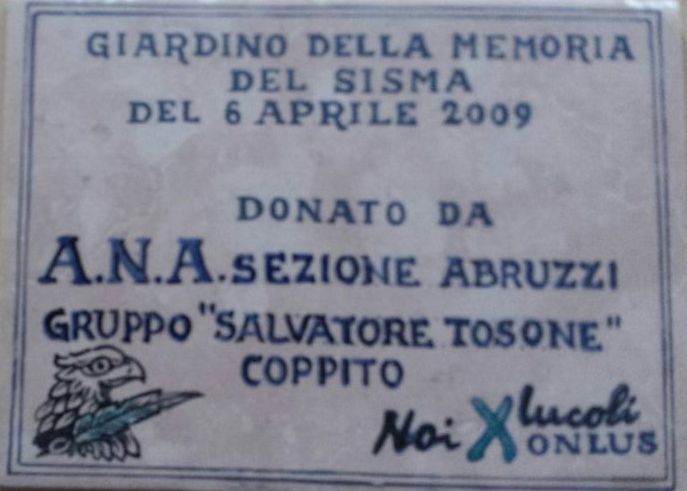 GIARDINO DELLA MEMORIA
DEL SISMA
DEL 6 APRILE 2009
DONATO DA
A.N.A. SEZIONE ABRUZZI
GRUPPO "SALVATORE TOSONE"
COPPITO
Noi X lucoli
ONLUS